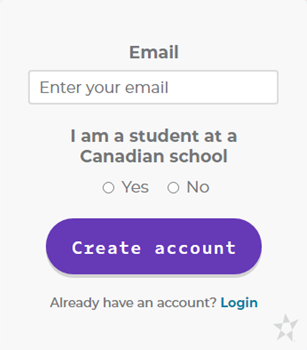 Email
Enter your email
I am a student at a
Canadian school
Yes No
Create account
Already have an account? Login